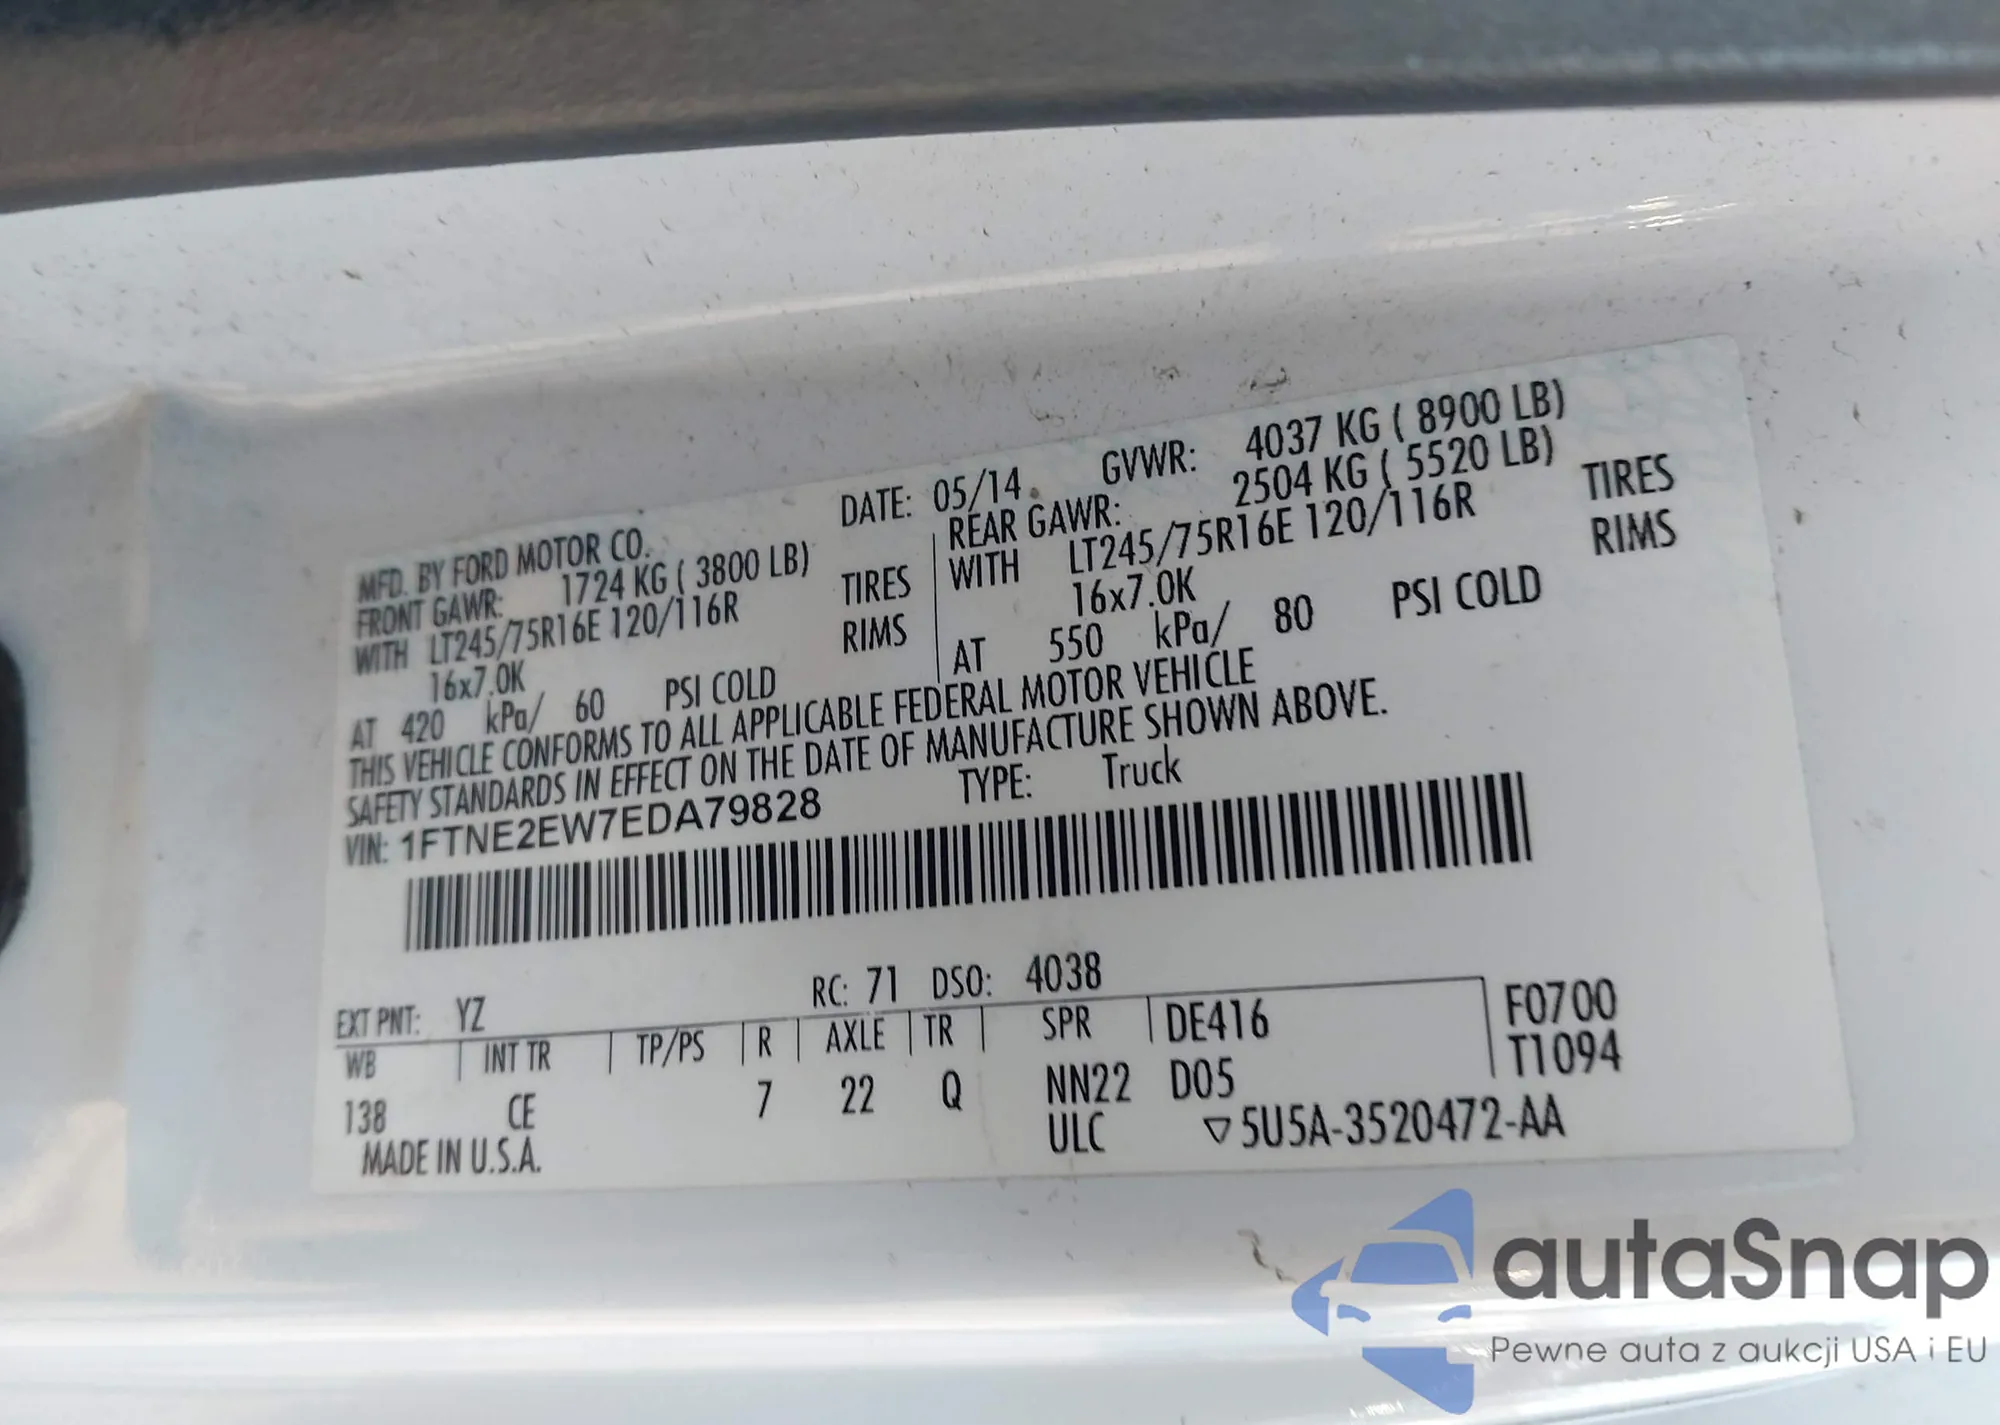 MFD. BY FORD MOTOR CO. DATE: 05/14 GVWR: 4037 KG ( 8900 LB)
FRONT GAWR: 1724 KG ( 3800 LB) REAR GAWR: 2504 KG ( 5520 LB)
WITH LT245/75R16E 120/116R TIRES WITH LT245/75R16E 120/116R TIRES
16x7.0K RIMS 16x7.0K RIMS
AT 420 kPa/ 60 PSI COLD AT 550 kPa/ 80 PSI COLD
THIS VEHICLE CONFORMS TO ALL APPLICABLE FEDERAL MOTOR VEHICLE
SAFETY STANDARDS IN EFFECT ON THE DATE OF MANUFACTURE SHOWN ABOVE.
VIN: 1FTNE2EW7EDA79828 TYPE: Truck
EXT PNT: YZ RC: 71 DSO: 4038
WB INT TR TP/PS R AXLE TR SPR DE416 F0700
138 CE 7 22 Q NN22 D05 T1094
MADE IN U.S.A. ULC ▽5U5A-3520472-AA
autaSnap
Pewne auta z aukcji USA i EU